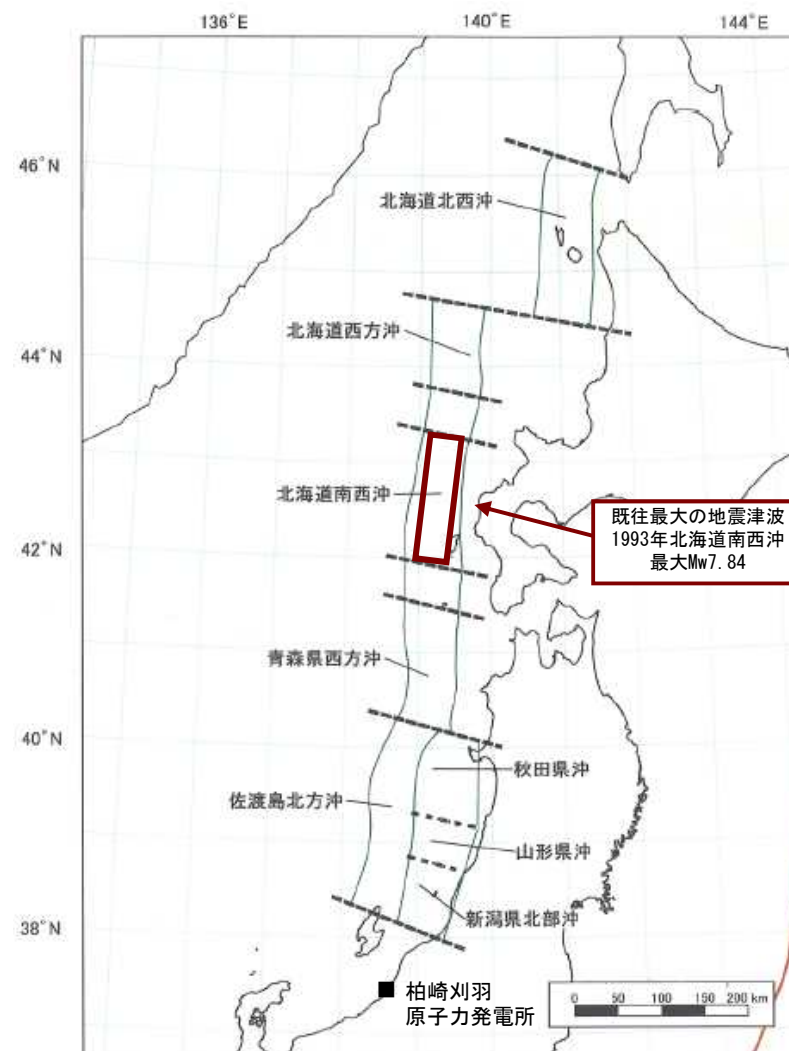 136°E
140°E
144°E
46°N
北海道北西沖
北海道西方沖
44°N
北海道南西沖
既往最大の地震津波
1993年北海道南西沖
最大Mw7.84
42°N
青森県西方沖
40°N
秋田県沖
佐渡島北方沖
山形県沖
新潟県北部沖
38°N
柏崎刈羽
原子力発電所
0 50 100 150 200 km